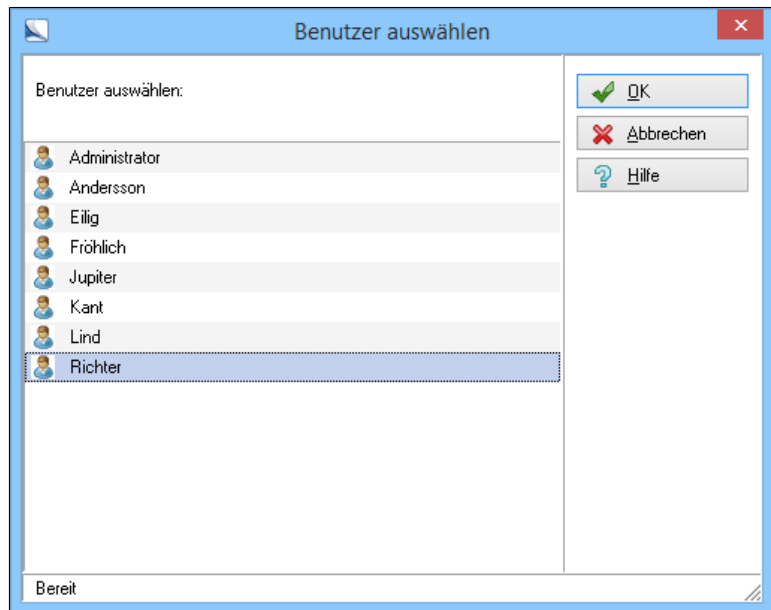 Benutzer auswählen
Benutzer auswählen:
OK
Abbrechen
Hilfe
Administrator
Andersson
Eilig
Fröhlich
Jupiter
Kant
Lind
Richter
Bereit